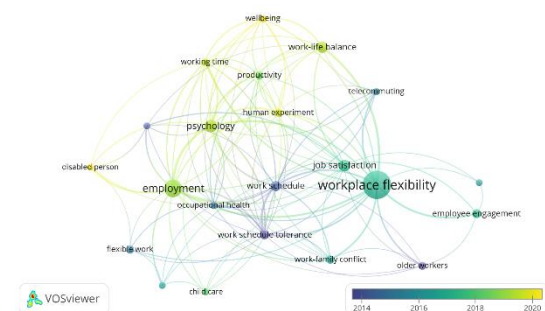 wellbeing
work-life balance
working time
productivity
telecommuting
human experiment
psychology
disabled person
job satisfaction
employment
work schedule
workplace flexibility
occupational health
employee engagement
work schedule tolerance
flexible work
work-family conflict
older workers
child care
VOSviewer
2014 2016 2018 2020